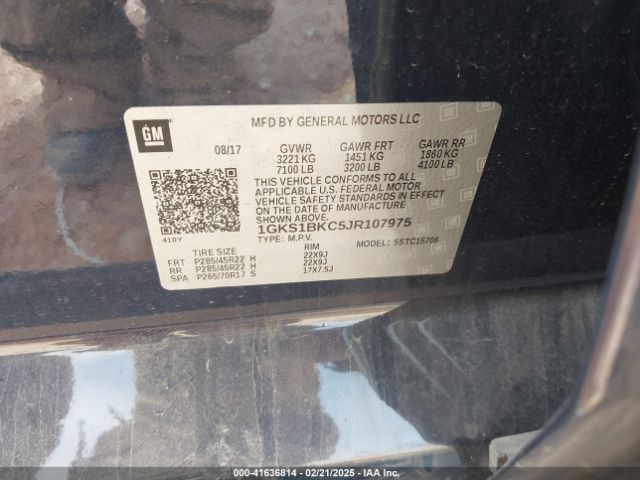 GM
MFD BY GENERAL MOTORS LLC
08/17 GVWR GAWR FRT GAWR RR
3221 KG 1451 KG 1860 KG
7100 LB 3200 LB 4100 LB
THIS VEHICLE CONFORMS TO ALL
APPLICABLE U.S. FEDERAL MOTOR
VEHICLE SAFETY STANDARDS IN EFFECT
ON THE DATE OF MANUFACTURE
SHOWN ABOVE.
1GKS1BKC5JR107975
410Y TYPE: M.P.V. MODEL: 5STC15706
TIRE SIZE RIM
FRT P285/45R22 H 22X9J
RR P285/45R22 H 22X9J
SPA P265/70R17 S 17X7.5J
000-41636814 - 02/21/2025 - IAA Inc.